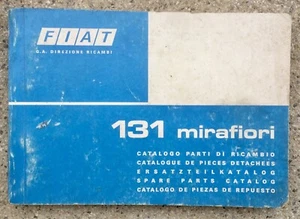 FIAT
S.A. DIREZIONE RICAMBI
131 mirafiori
CATALOGO PARTI DI RICAMBIO
CATALOGUE DE PIECES DETACHEES
ERSATZTEILKATALOG
SPARE PARTS CATALOG
CATALOGO DE PIEZAS DE REPUESTO